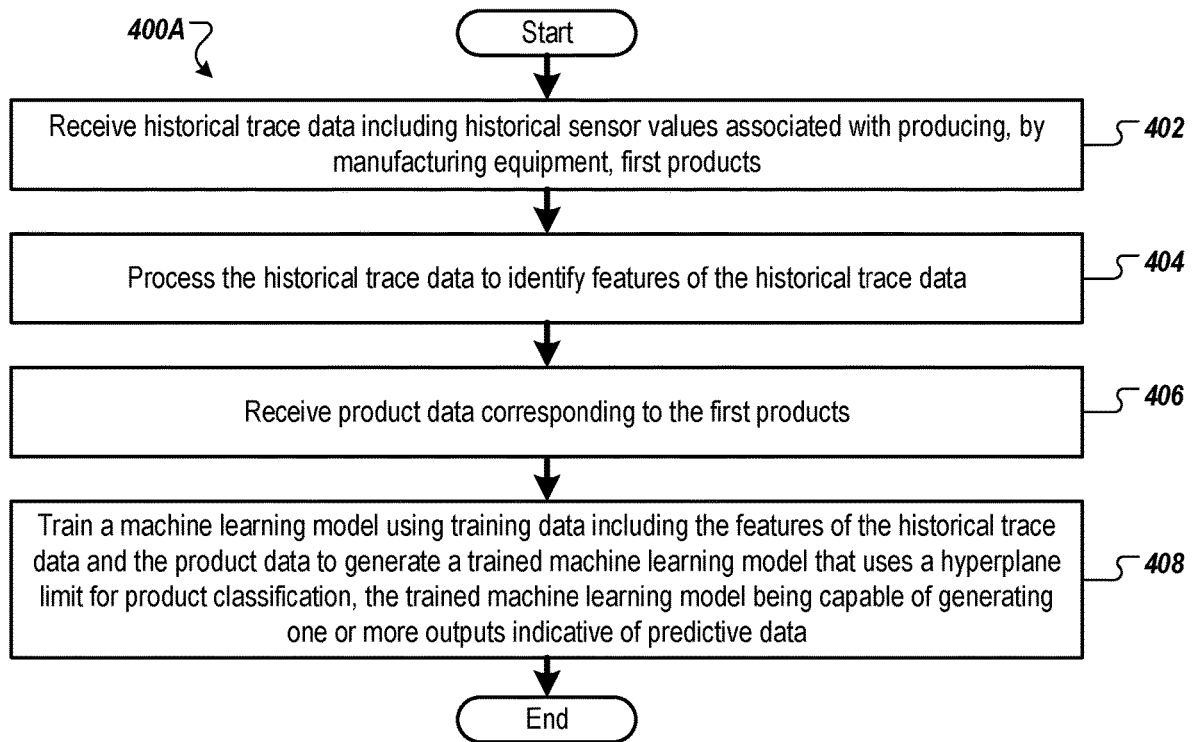 400A
Start
Receive historical trace data including historical sensor values associated with producing, by
manufacturing equipment, first products
402
Process the historical trace data to identify features of the historical trace data
404
Receive product data corresponding to the first products
406
Train a machine learning model using training data including the features of the historical trace
data and the product data to generate a trained machine learning model that uses a hyperplane
limit for product classification, the trained machine learning model being capable of generating
one or more outputs indicative of predictive data
408
End